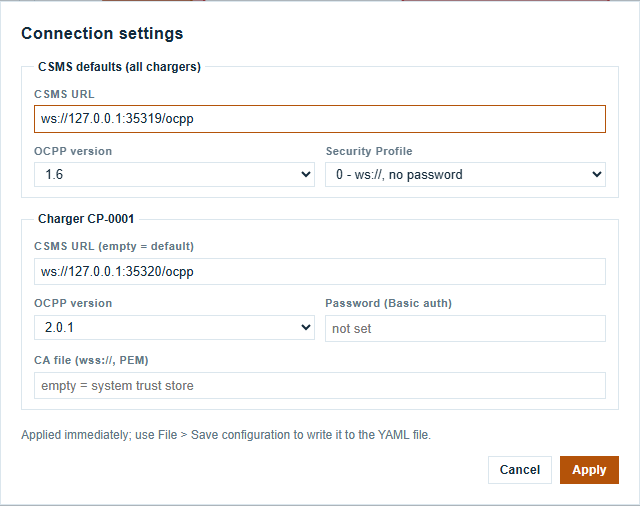 Connection settings
CSMS defaults (all chargers)
CSMS URL
ws://127.0.0.1:35319/ocpp
OCPP version
Security Profile
1.6
0 - ws://, no password
Charger CP-0001
CSMS URL (empty = default)
ws://127.0.0.1:35320/ocpp
OCPP version
Password (Basic auth)
2.0.1
not set
CA file (wss://, PEM)
empty = system trust store
Applied immediately; use File > Save configuration to write it to the YAML file.
Cancel
Apply